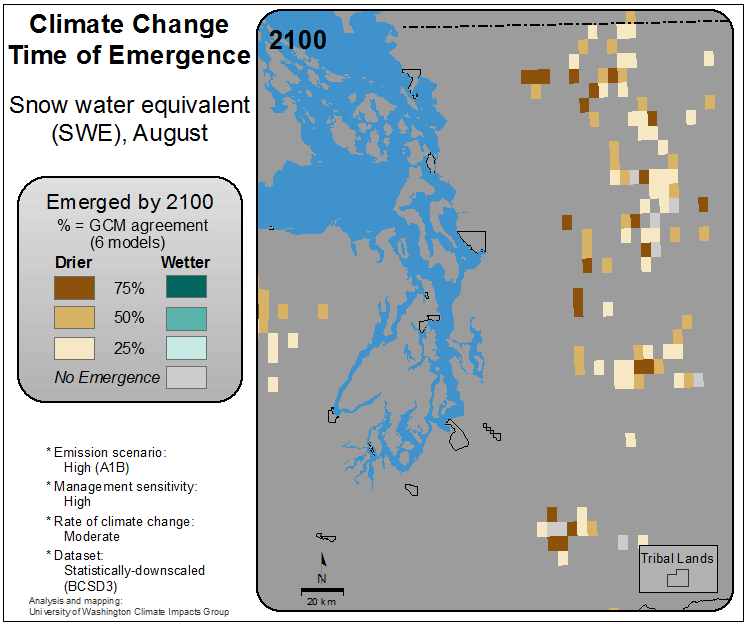 Climate Change
Time of Emergence
Snow water equivalent
(SWE), August
Emerged by 2100
% = GCM agreement
(6 models)
Drier Wetter
75%
50%
25%
No Emergence
* Emission scenario:
High (A1B)
* Management sensitivity:
High
* Rate of climate change:
Moderate
* Dataset:
Statistically-downscaled
(BCSD3)
Analysis and mapping:
University of Washington Climate Impacts Group
2100
N
20 km
Tribal Lands